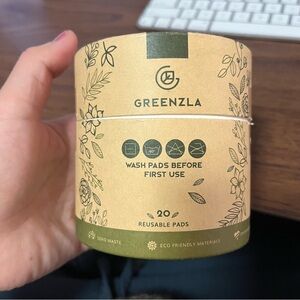 GREENZLA
WASH PADS BEFORE
FIRST USE
20
REUSABLE PADS
ZERO WASTE
ECO FRIENDLY MATERIALS